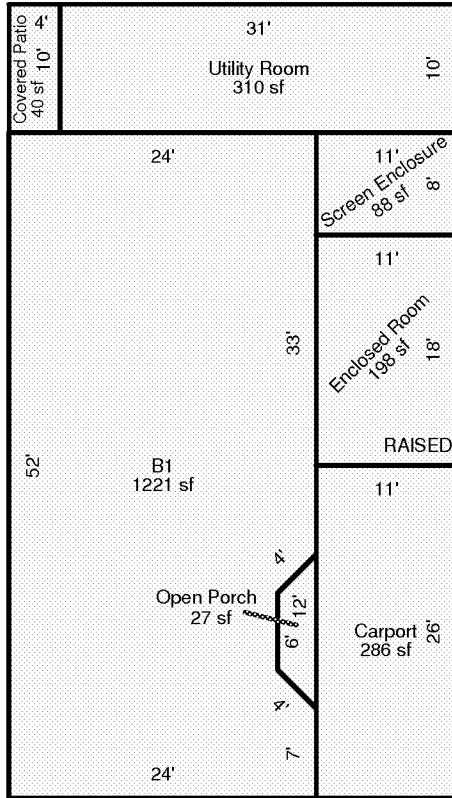 4'
Covered Patio
40 sf
10'
31'
Utility Room
310 sf
10'
24'
11'
Screen Enclosure
88 sf
8'
11'
Enclosed Room
198 sf
18'
33'
RAISED
52'
B1
1221 sf
11'
4'
Open Porch
27 sf
12'
6'
Carport
286 sf
26'
4'
7'
24'